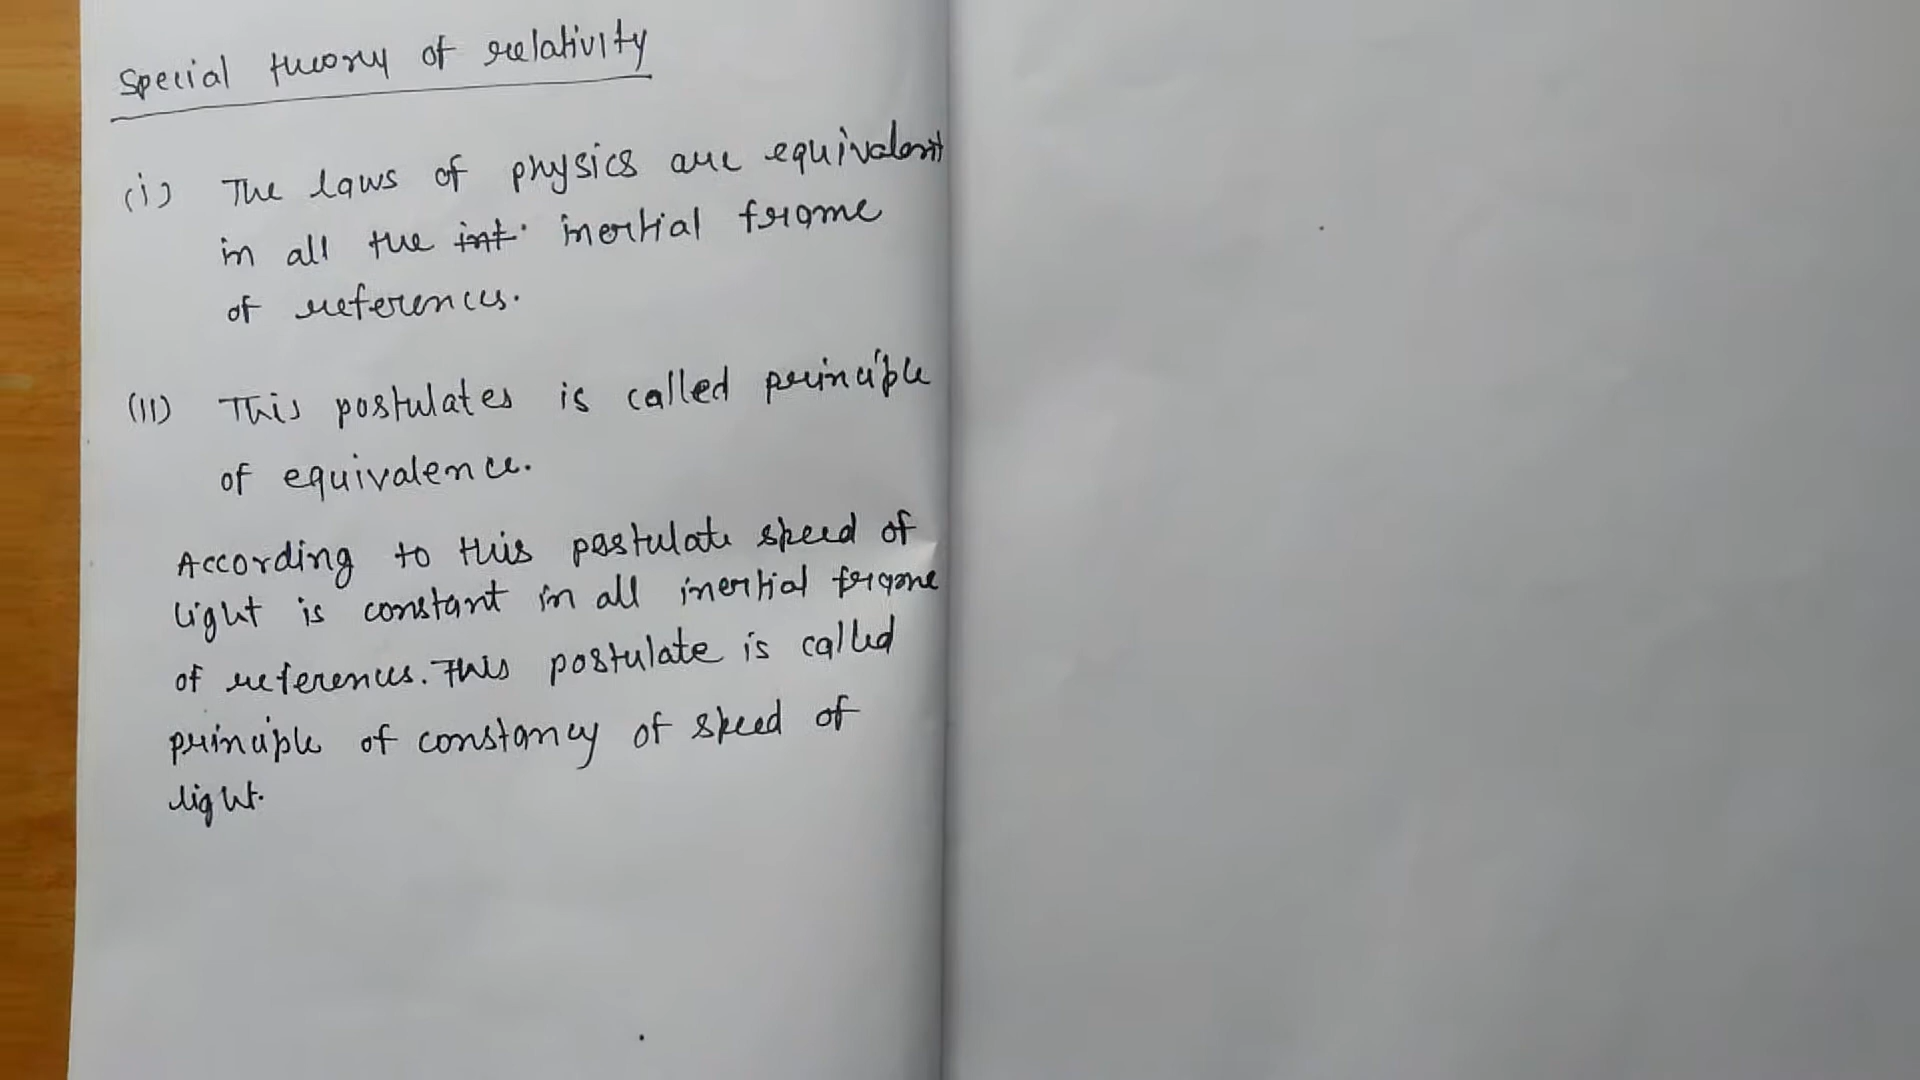 Special theory of relativity
(i) The laws of physics are equivalent
in all the int. inertial frame
of references.
(II) This postulates is called principle
of equivalence.
According to this postulate speed of
light is constant in all inertial frame
of references. This postulate is called
principle of constancy of speed of
light.